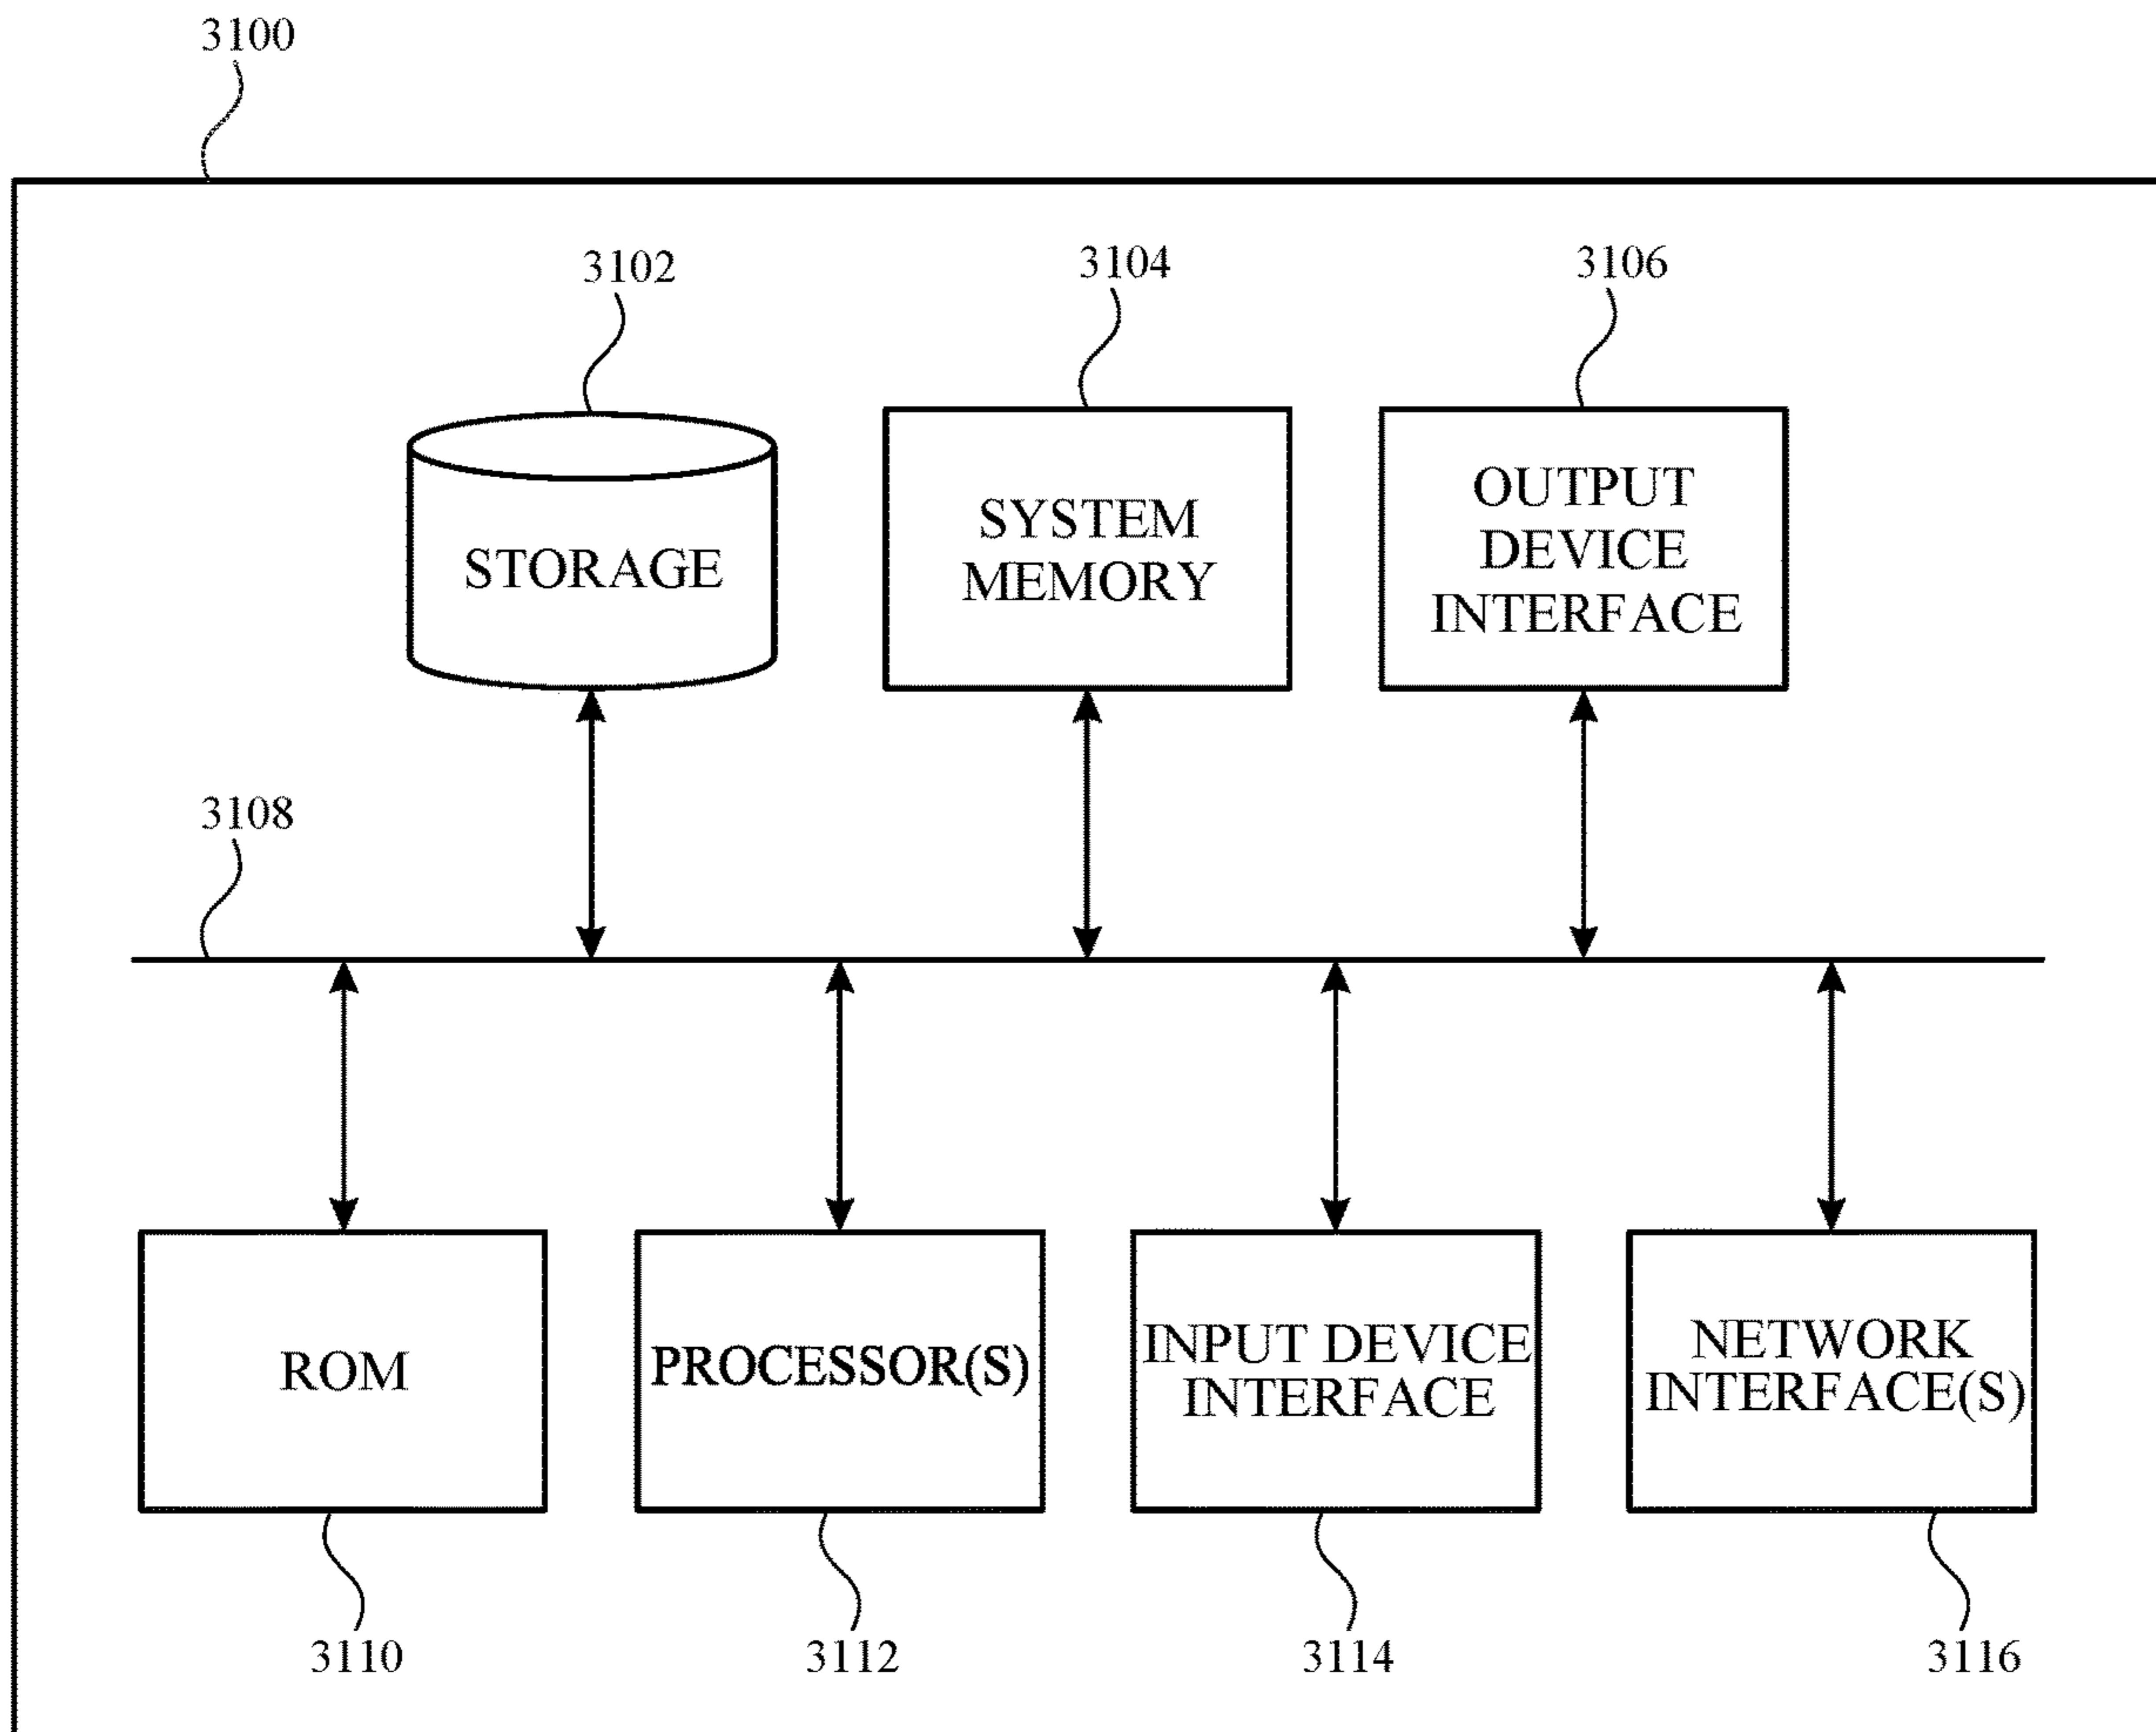 3100
3102
3104
3106
STORAGE
SYSTEM
MEMORY
OUTPUT
DEVICE
INTERFACE
3108
ROM
PROCESSOR(S)
INPUT DEVICE
INTERFACE
NETWORK
INTERFACE(S)
3110
3112
3114
3116